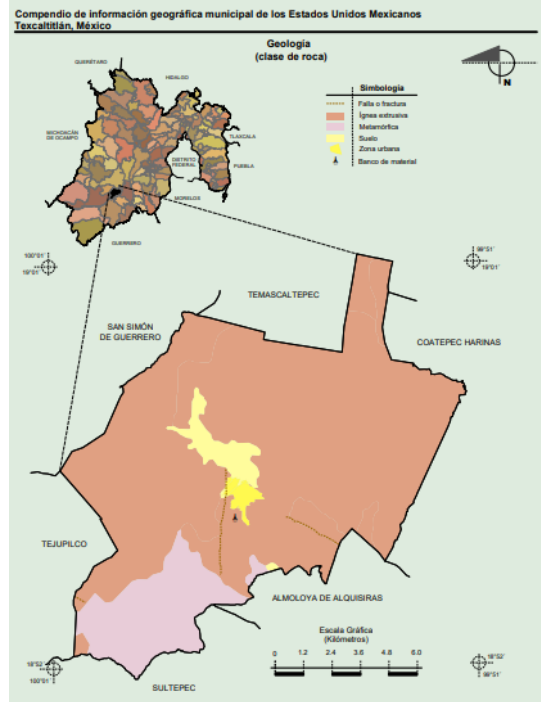 Compendio de información geográfica municipal de los Estados Unidos Mexicanos
Texcaltitlán, México
Geología
(clase de roca)
N
Simbología
Falla o fractura
Ígnea extrusiva
Metamórfica
Suelo
Zona urbana
Banco de material
QUERÉTARO
HIDALGO
MICHOACÁN
DE OCAMPO
TLAXCALA
DISTRITO
FEDERAL
PUEBLA
MORELOS
GUERRERO
100°01'
19°01'
99°51'
19°01'
TEMASCALTEPEC
SAN SIMÓN
DE GUERRERO
COATEPEC HARINAS
TEJUPILCO
ALMOLOYA DE ALQUISIRAS
SULTEPEC
Escala Gráfica
(Kilómetros)
0 1.2 2.4 3.6 4.8 6.0
18°52'
100°01'
18°52'
99°51'